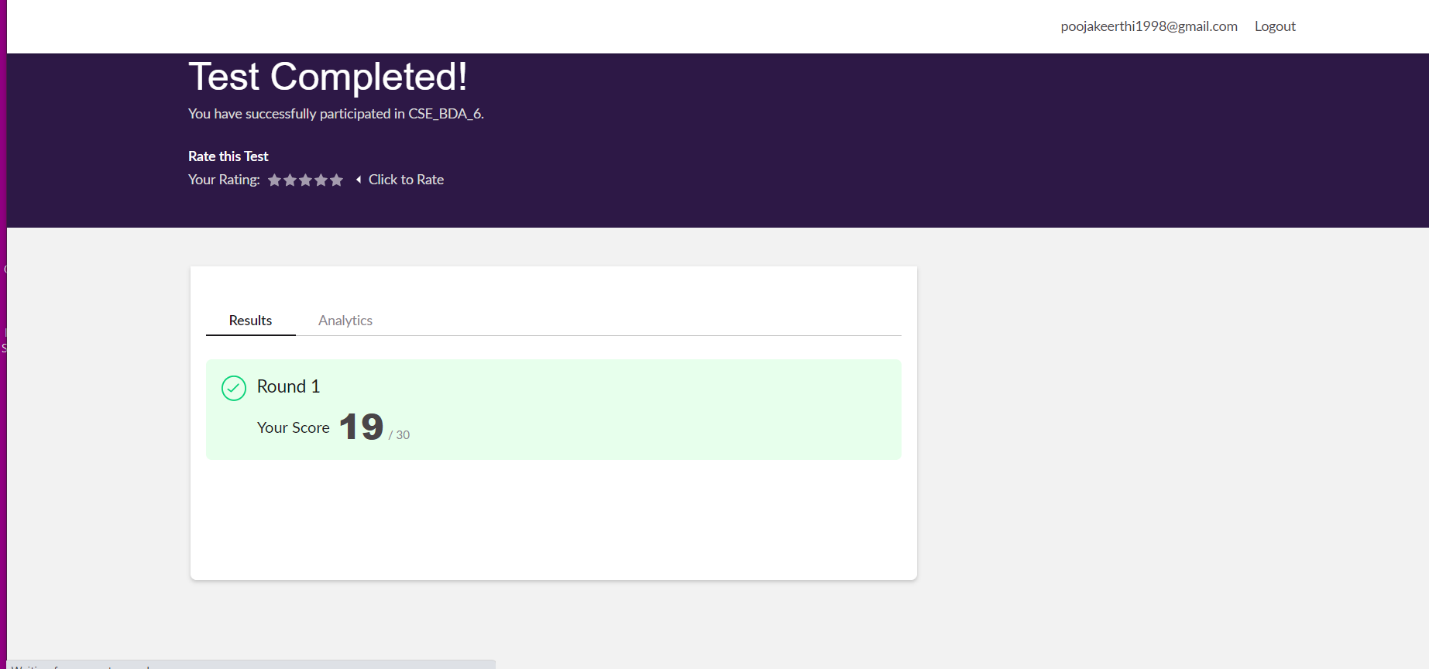 poojakeerthi1998@gmail.com Logout
Test Completed!
You have successfully participated in CSE_BDA_6.
Rate this Test
Your Rating: Click to Rate
Results Analytics
Round 1
Your Score 19 / 30